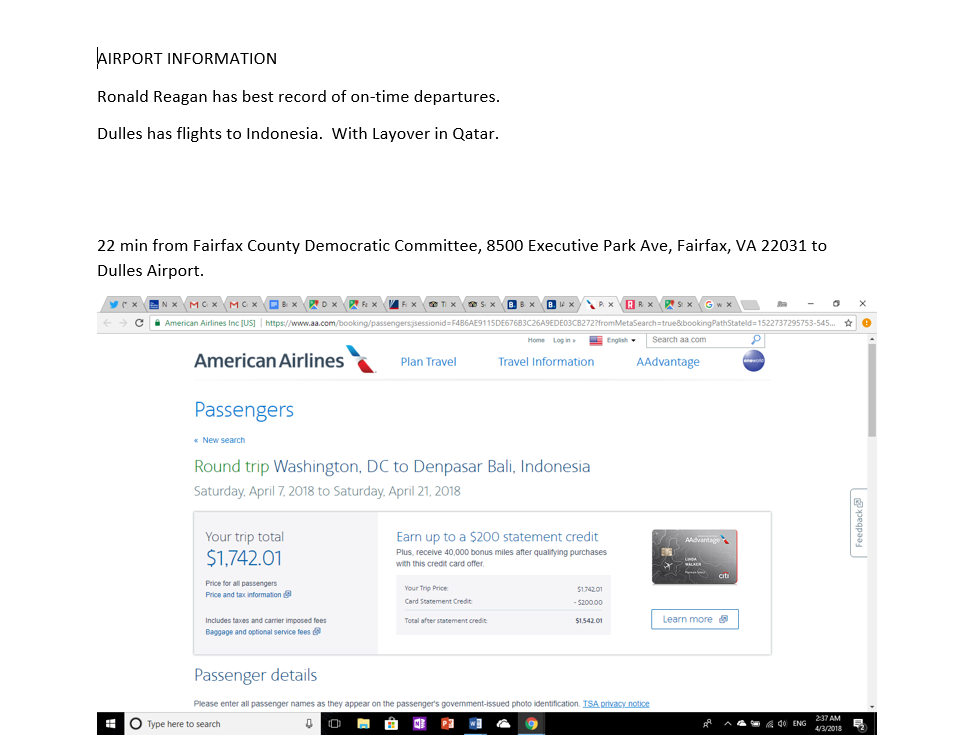 AIRPORT INFORMATION
Ronald Reagan has best record of on-time departures.
Dulles has flights to Indonesia.  With Layover in Qatar.
22 min from Fairfax County Democratic Committee, 8500 Executive Park Ave, Fairfax, VA 22031 to
Dulles Airport.
American Airlines Inc [US] | https://www.aa.com/booking/passengers;jsessionid=F4B6AE9115DE676B3C26A9EDE03CB272?fromMetaSearch=true&bookingPathStateId=1522737295753-545...
Home Log in » English Search aa.com
American Airlines Plan Travel Travel Information AAdvantage oneworld
Passengers
« New search
Round trip Washington, DC to Denpasar Bali, Indonesia
Saturday, April 7, 2018 to Saturday, April 21, 2018
Feedback
Your trip total
$1,742.01
Price for all passengers
Price and tax information
Includes taxes and carrier imposed fees
Baggage and optional service fees
Earn up to a $200 statement credit
Plus, receive 40,000 bonus miles after qualifying purchases
with this credit card offer.
Your Trip Price: $1,742.01
Card Statement Credit: - $200.00
Total after statement credit: $1,542.01
AAdvantage
LINDA
WALKER
citi
Learn more
Passenger details
Please enter all passenger names as they appear on the passenger's government-issued photo identification. TSA privacy notice
Type here to search
ENG
2:37 AM
4/3/2018
2